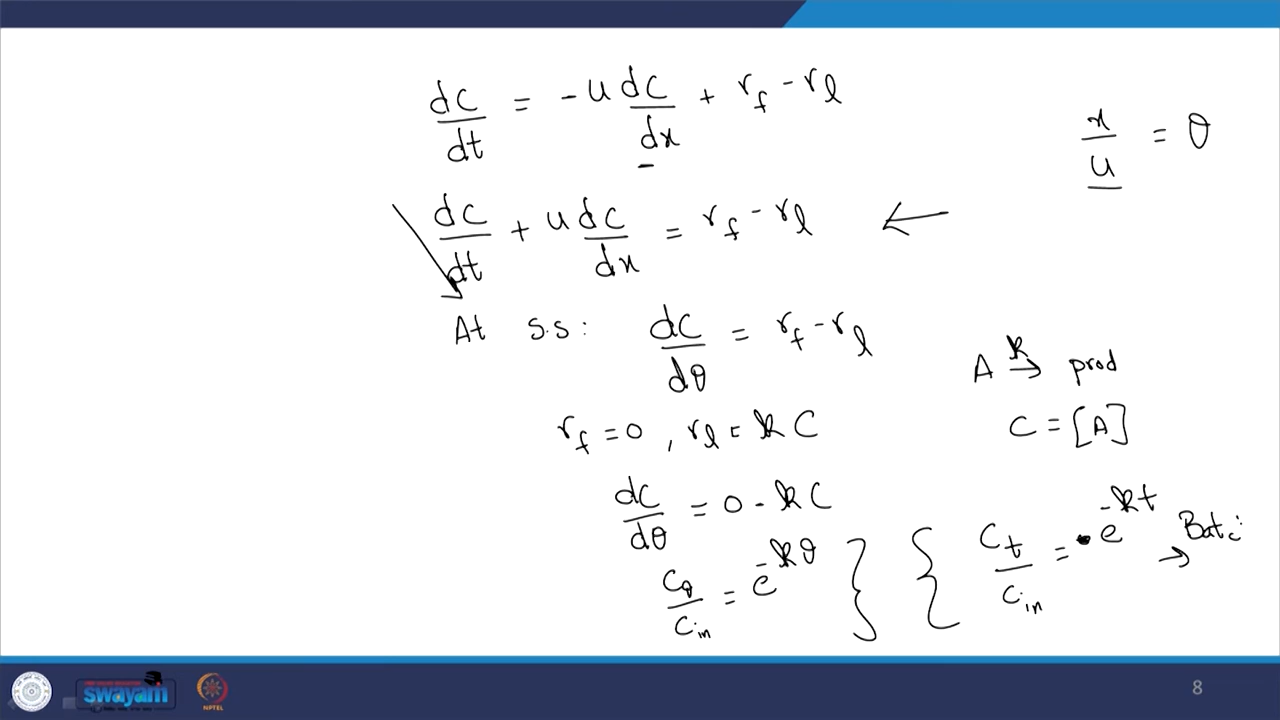 dc/dt = -u dc/dx + r_f - r_l
x/u = θ
dc/dt + u dc/dx = r_f - r_l ←
At s.s: dc/dθ = r_f - r_l
A k→ prod
r_f = 0, r_l = kC
C = [A]
dc/dθ = 0 - kC
C_θ/C_in = e^-kθ } { C_t/C_in = e^-kt → Batc
swayam
NPTEL
8